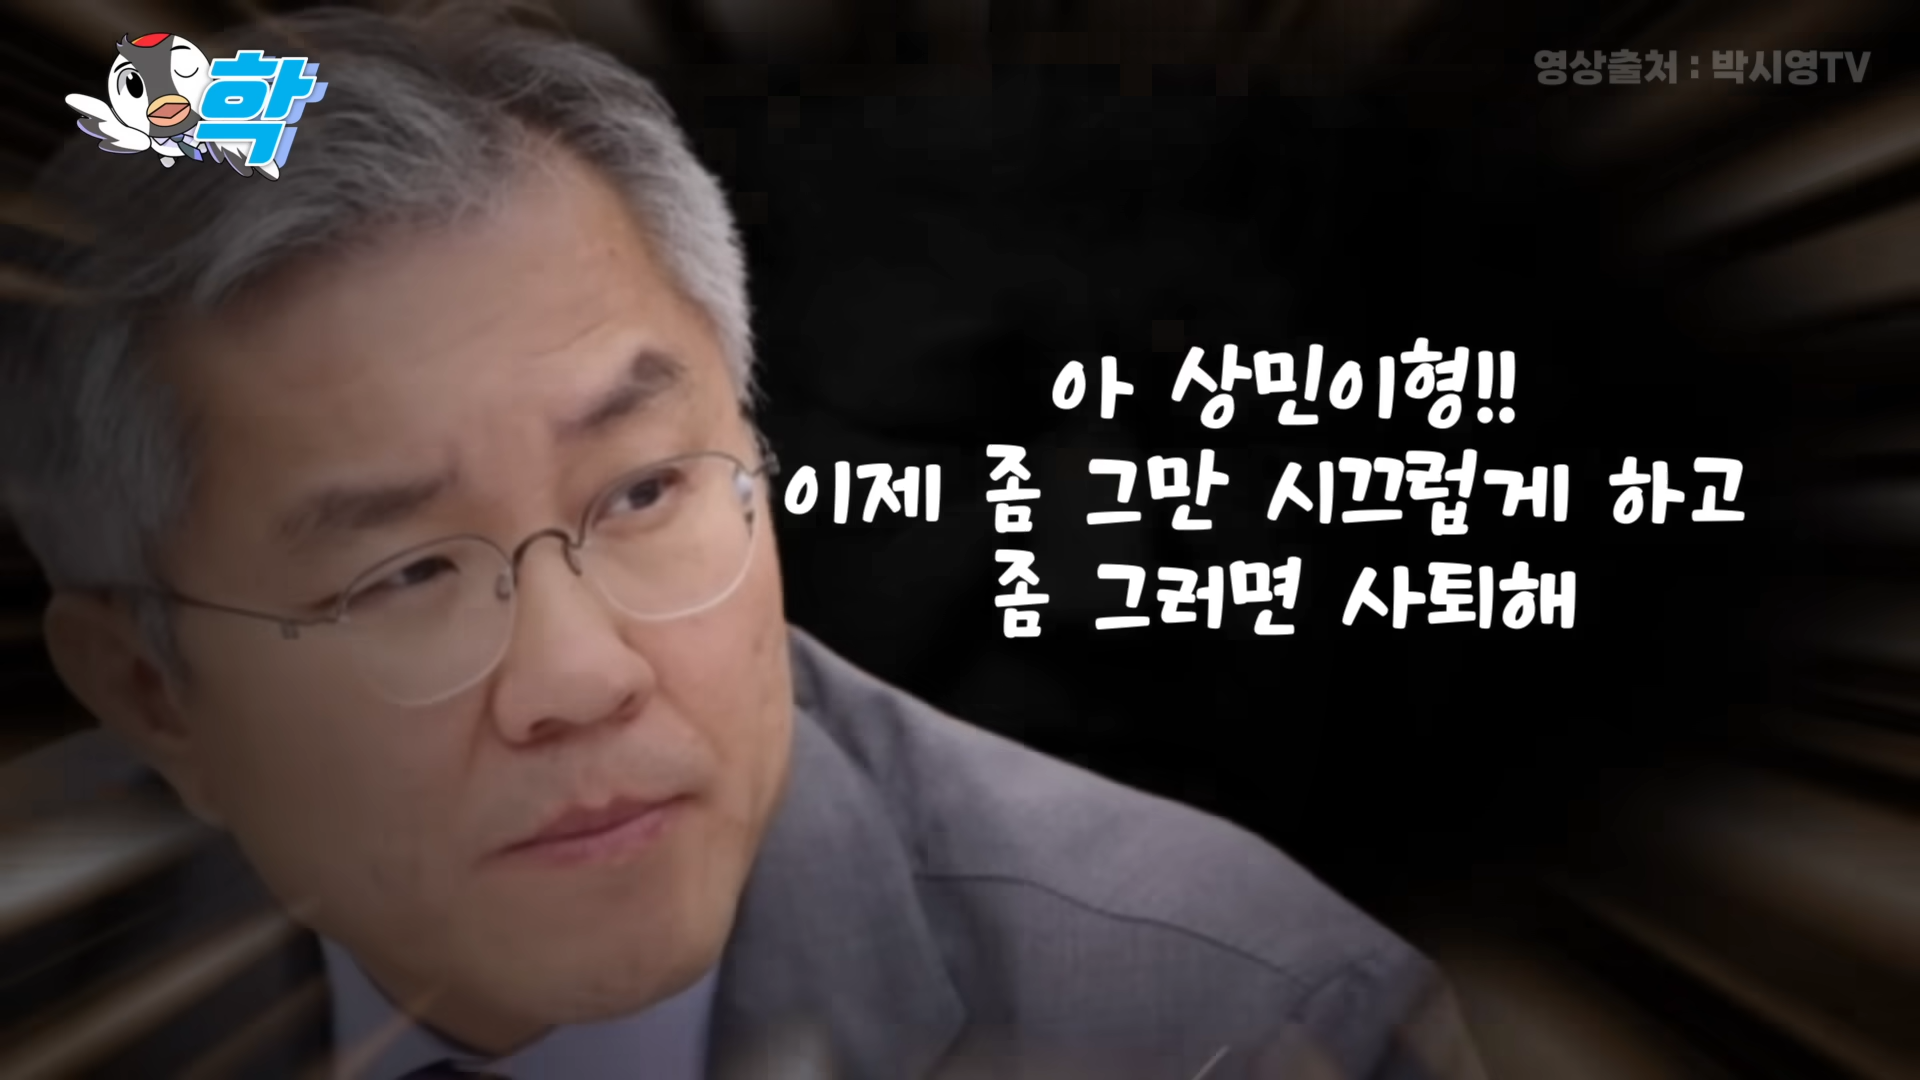 학
영상출처 : 박시영TV
아 상민이형!!
이제 좀 그만 시끄럽게 하고
좀 그러면 사퇴해